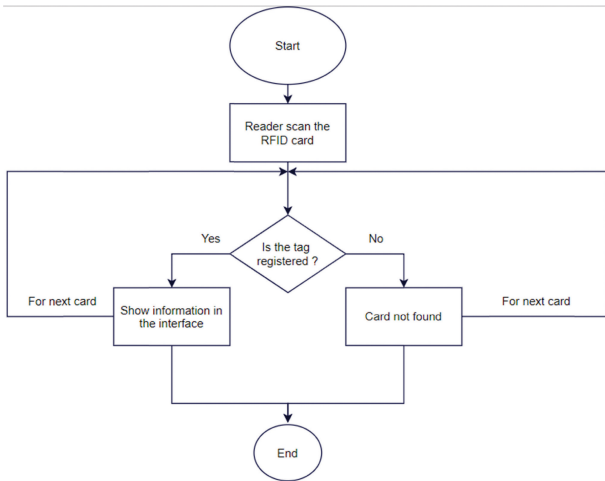 Start
Reader scan the
RFID card
Yes
No
Is the tag
registered ?
For next card
Show information in
the interface
Card not found
For next card
End